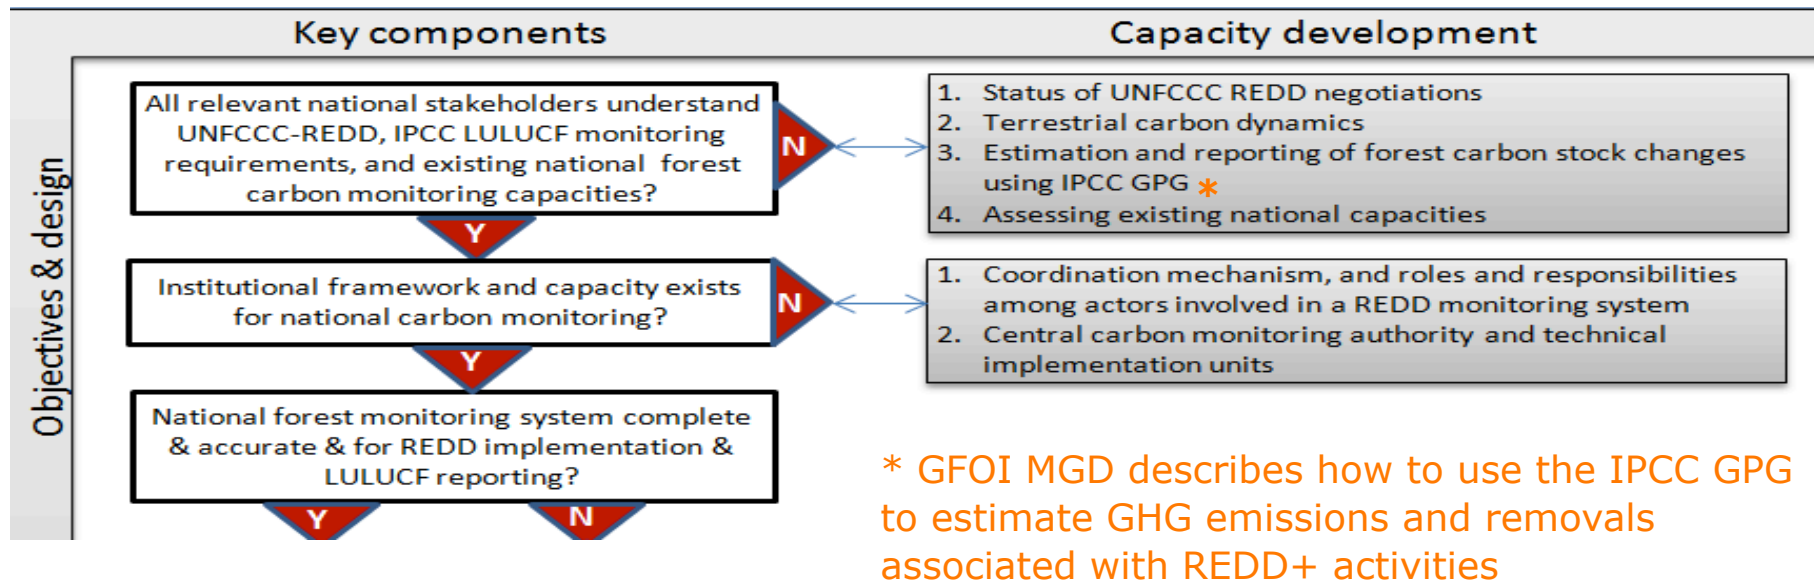 Key components
Capacity development
Objectives & design
All relevant national stakeholders understand
UNFCCC-REDD, IPCC LULUCF monitoring
requirements, and existing national forest
carbon monitoring capacities?
N
1. Status of UNFCCC REDD negotiations
2. Terrestrial carbon dynamics
3. Estimation and reporting of forest carbon stock changes
using IPCC GPG *
4. Assessing existing national capacities
Y
Institutional framework and capacity exists
for national carbon monitoring?
N
1. Coordination mechanism, and roles and responsibilities
among actors involved in a REDD monitoring system
2. Central carbon monitoring authority and technical
implementation units
Y
National forest monitoring system complete
& accurate & for REDD implementation &
LULUCF reporting?
Y
N
* GFOI MGD describes how to use the IPCC GPG
to estimate GHG emissions and removals
associated with REDD+ activities